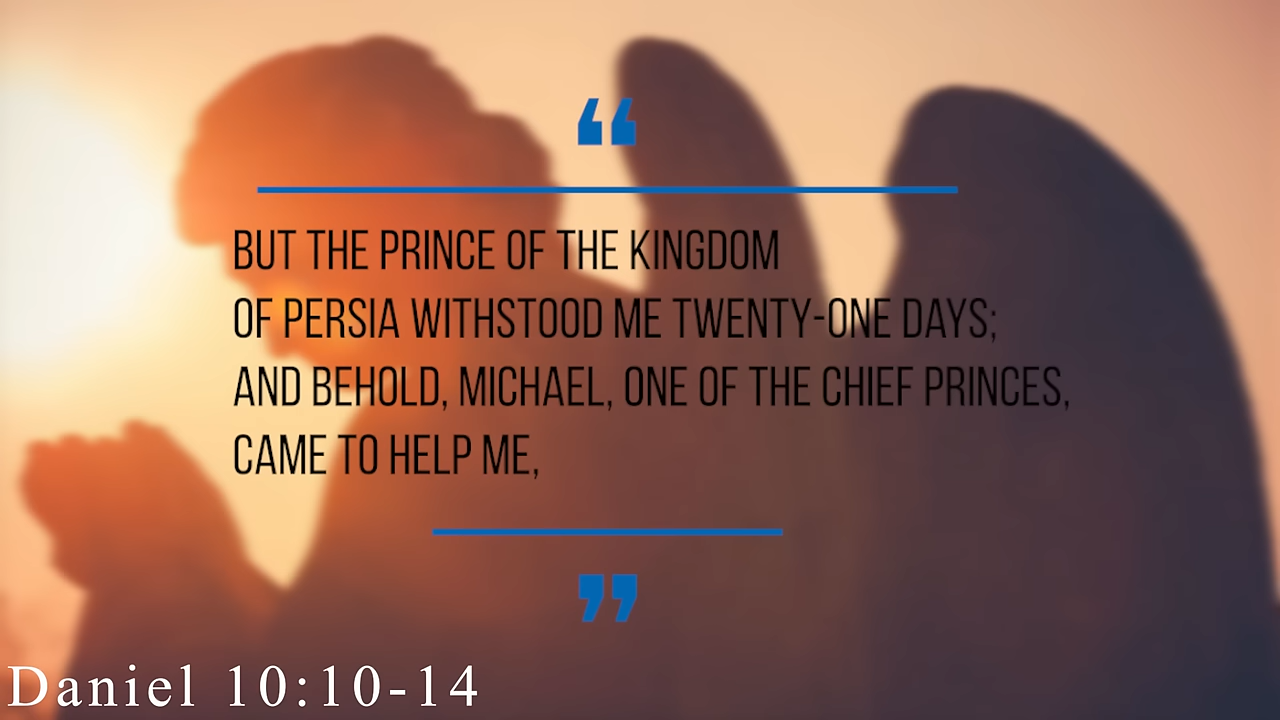 “
BUT THE PRINCE OF THE KINGDOM
OF PERSIA WITHSTOOD ME TWENTY-ONE DAYS;
AND BEHOLD, MICHAEL, ONE OF THE CHIEF PRINCES,
CAME TO HELP ME,
”
Daniel 10:10-14